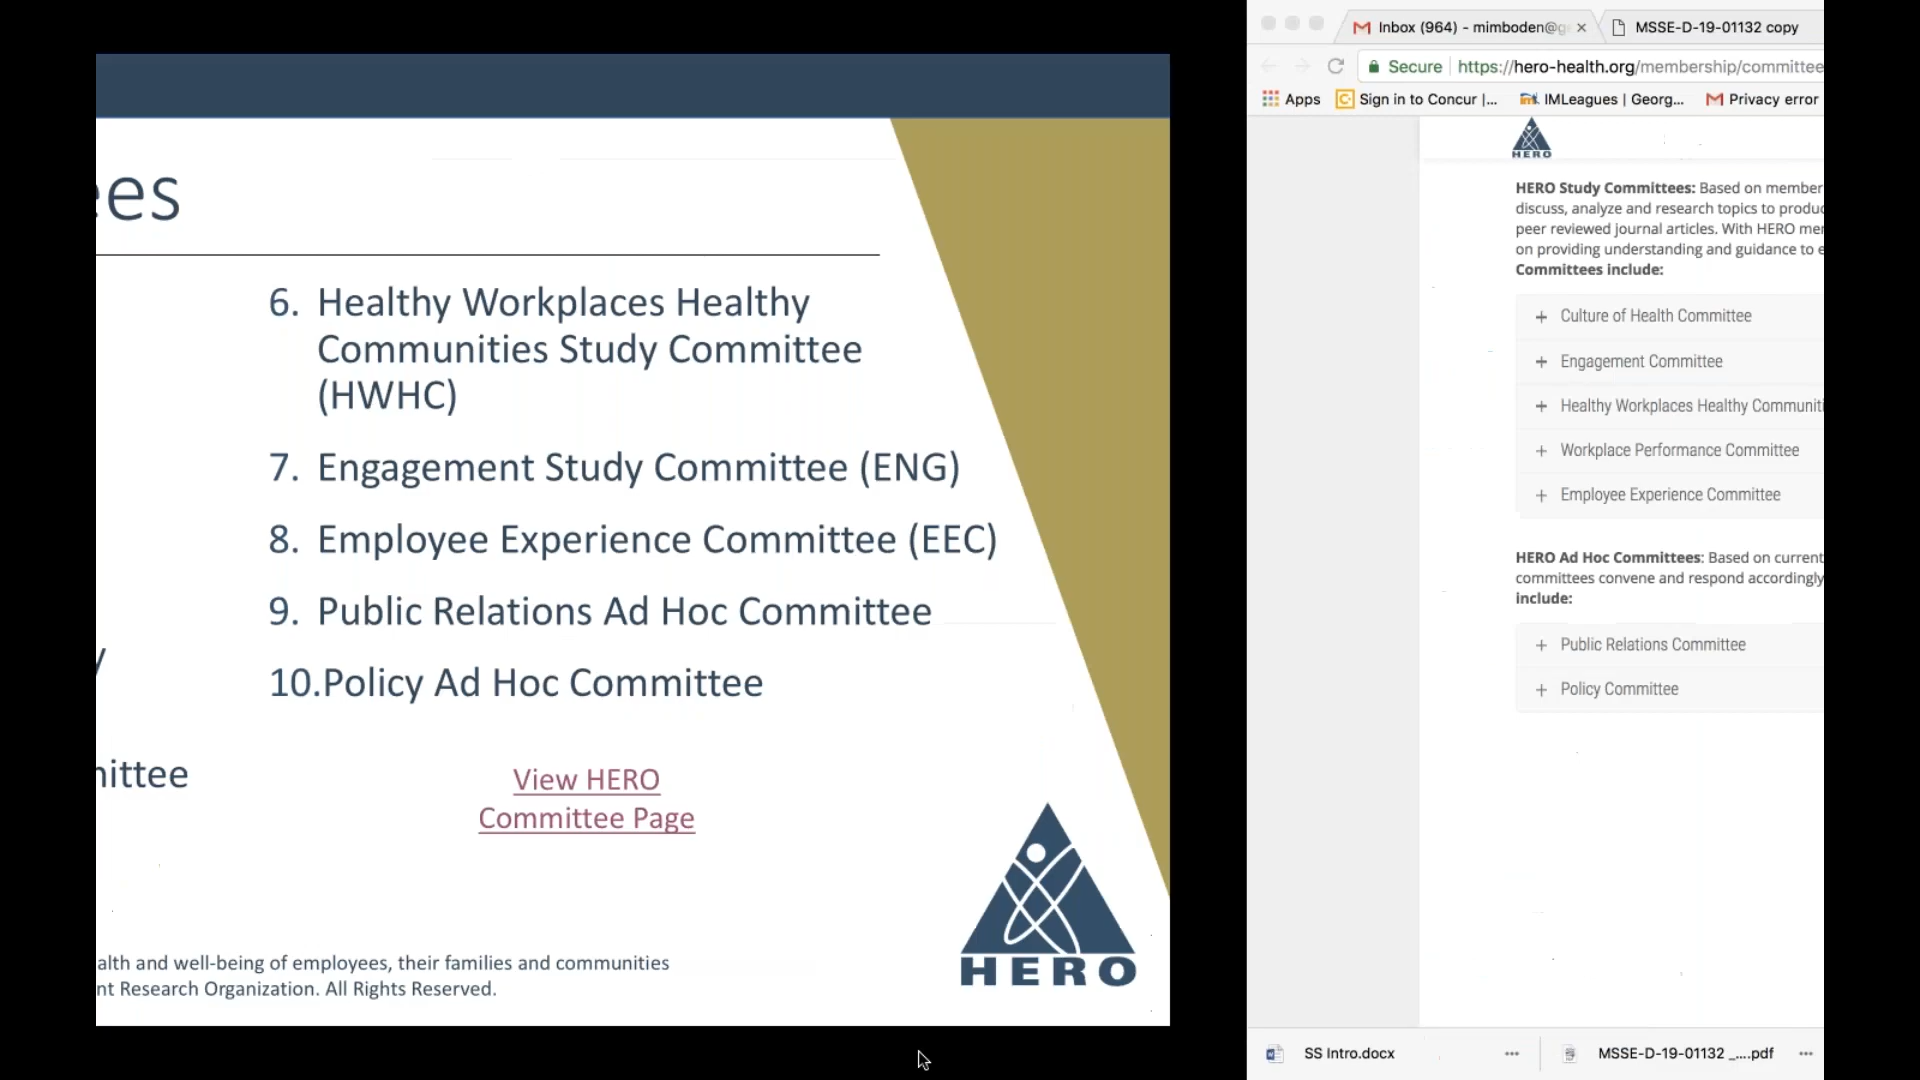 ees
6. Healthy Workplaces Healthy
Communities Study Committee
(HWHC)
7. Engagement Study Committee (ENG)
8. Employee Experience Committee (EEC)
9. Public Relations Ad Hoc Committee
10.Policy Ad Hoc Committee
y
mittee
View HERO
Committee Page
alth and well-being of employees, their families and communities
nt Research Organization. All Rights Reserved.
HERO
Inbox (964) - mimboden@g
MSSE-D-19-01132 copy
Secure
https://hero-health.org/membership/committee
Apps
Sign in to Concur |...
IMLeagues | Georg...
Privacy error
HERO
HERO Study Committees: Based on member
discuss, analyze and research topics to produc
peer reviewed journal articles. With HERO me
on providing understanding and guidance to e
Committees include:
+ Culture of Health Committee
+ Engagement Committee
+ Healthy Workplaces Healthy Communiti
+ Workplace Performance Committee
+ Employee Experience Committee
HERO Ad Hoc Committees: Based on current
committees convene and respond accordingly
include:
+ Public Relations Committee
+ Policy Committee
SS Intro.docx
MSSE-D-19-01132 _....pdf